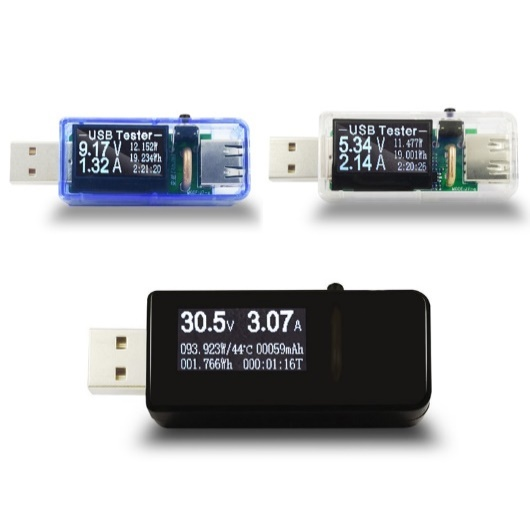 -USB Tester-
9.17 V
12.152W
19.234Wh
1.32 A
2:21:20
-USB Tester-
5.34 V
11.477W
19.001Wh
2.14 A
2:20:25
30.5V 3.07A
093.923W/44℃ 00059mAh
001.766Wh 000:01:16T